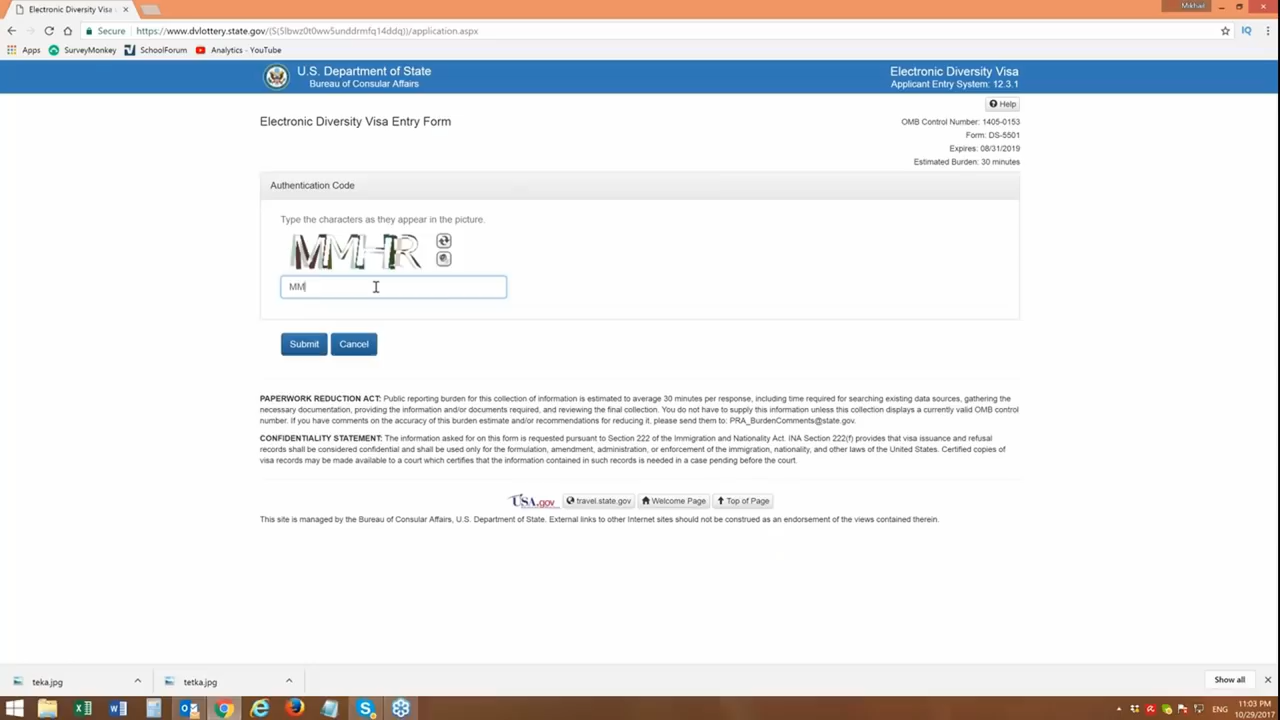 Electronic Diversity Visa
Mikhail
Secure https://www.dvlottery.state.gov/(S(5lbwz0t0ww5unddrmfq14ddq))/application.aspx
Apps SurveyMonkey SchoolForum Analytics - YouTube
U.S. Department of State
Bureau of Consular Affairs
Electronic Diversity Visa
Applicant Entry System: 12.3.1
Help
Electronic Diversity Visa Entry Form
OMB Control Number: 1405-0153
Form: DS-5501
Expires: 08/31/2019
Estimated Burden: 30 minutes
Authentication Code
Type the characters as they appear in the picture.
MMHR
MM
Submit Cancel
PAPERWORK REDUCTION ACT: Public reporting burden for this collection of information is estimated to average 30 minutes per response, including time required for searching existing data sources, gathering the
necessary documentation, providing the information and/or documents required, and reviewing the final collection. You do not have to supply this information unless this collection displays a currently valid OMB control
number. If you have comments on the accuracy of this burden estimate and/or recommendations for reducing it, please send them to: PRA_BurdenComments@state.gov.
CONFIDENTIALITY STATEMENT: The information asked for on this form is requested pursuant to Section 222 of the Immigration and Nationality Act. INA Section 222(f) provides that visa issuance and refusal
records shall be considered confidential and shall be used only for the formulation, amendment, administration, or enforcement of the immigration, nationality, and other laws of the United States. Certified copies of
visa records may be made available to a court which certifies that the information contained in such records is needed in a case pending before the court.
USA.gov travel.state.gov Welcome Page Top of Page
This site is managed by the Bureau of Consular Affairs, U.S. Department of State. External links to other Internet sites should not be construed as an endorsement of the views contained therein.
teka.jpg tetka.jpg Show all
ENG 11:03 PM
10/29/2017